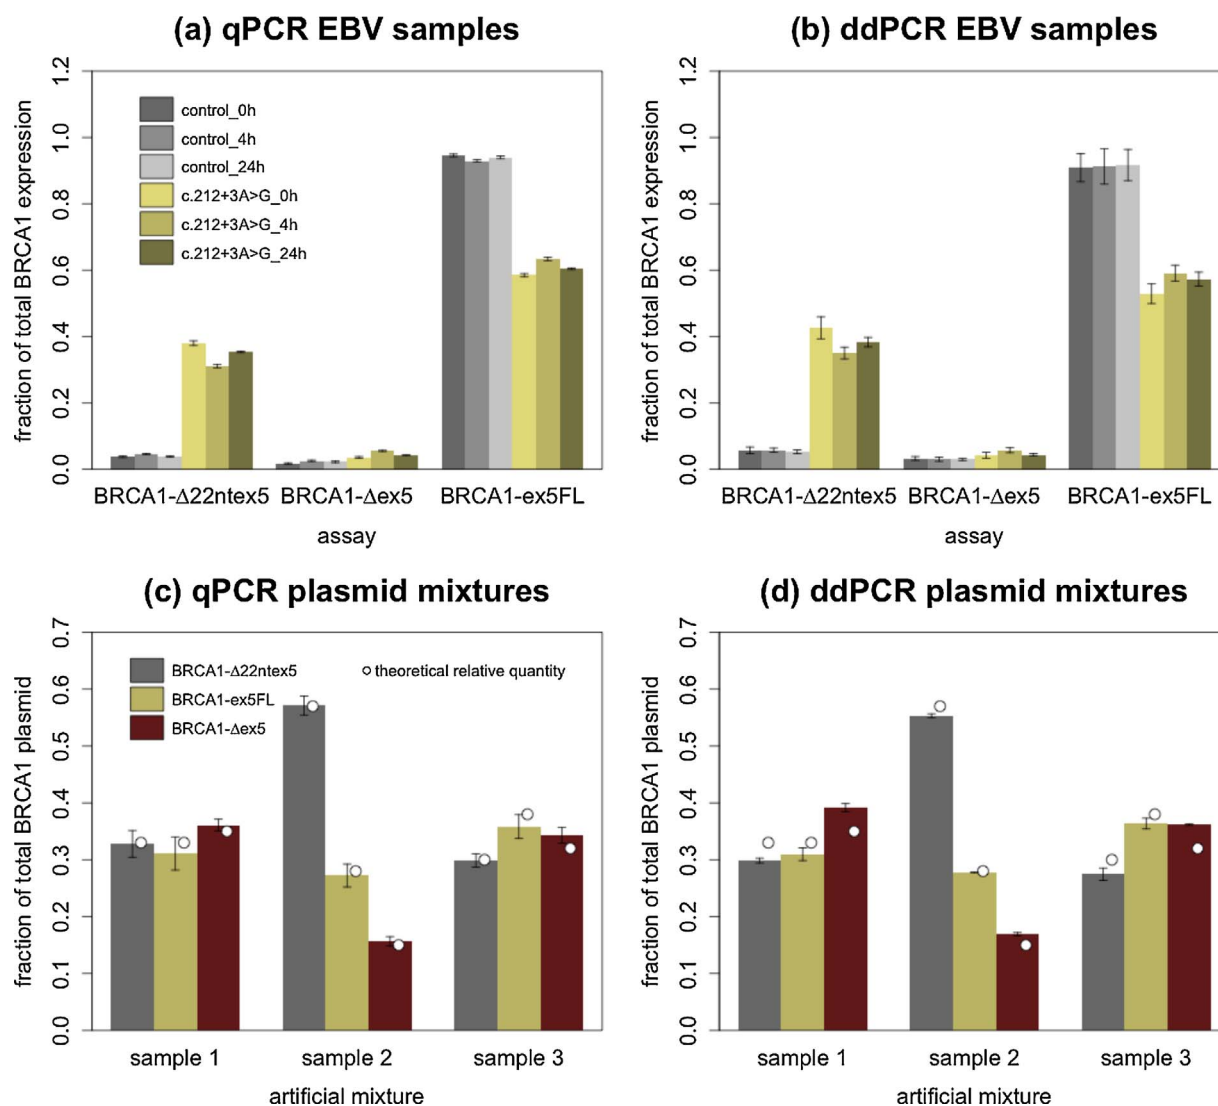 (a) qPCR EBV samples
fraction of total BRCA1 expression
1.2
1.0
0.8
0.6
0.4
0.2
0.0
control_0h
control_4h
control_24h
c.212+3A>G_0h
c.212+3A>G_4h
c.212+3A>G_24h
BRCA1-Δ22ntex5 BRCA1-Δex5 BRCA1-ex5FL
assay
(b) ddPCR EBV samples
fraction of total BRCA1 expression
1.2
1.0
0.8
0.6
0.4
0.2
0.0
BRCA1-Δ22ntex5 BRCA1-Δex5 BRCA1-ex5FL
assay
(c) qPCR plasmid mixtures
fraction of total BRCA1 plasmid
0.7
0.6
0.5
0.4
0.3
0.2
0.1
0.0
BRCA1-Δ22ntex5
BRCA1-ex5FL
BRCA1-Δex5
theoretical relative quantity
sample 1 sample 2 sample 3
artificial mixture
(d) ddPCR plasmid mixtures
fraction of total BRCA1 plasmid
0.7
0.6
0.5
0.4
0.3
0.2
0.1
0.0
sample 1 sample 2 sample 3
artificial mixture